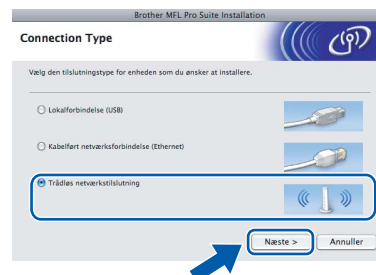 Brother MFL Pro Suite Installation
Connection Type
Vælg den tilslutningstype for enheden som du ønsker at installere.
Lokalforbindelse (USB)
Kabelført netværksforbindelse (Ethernet)
Trådløs netværkstilslutning
Næste > Annuller